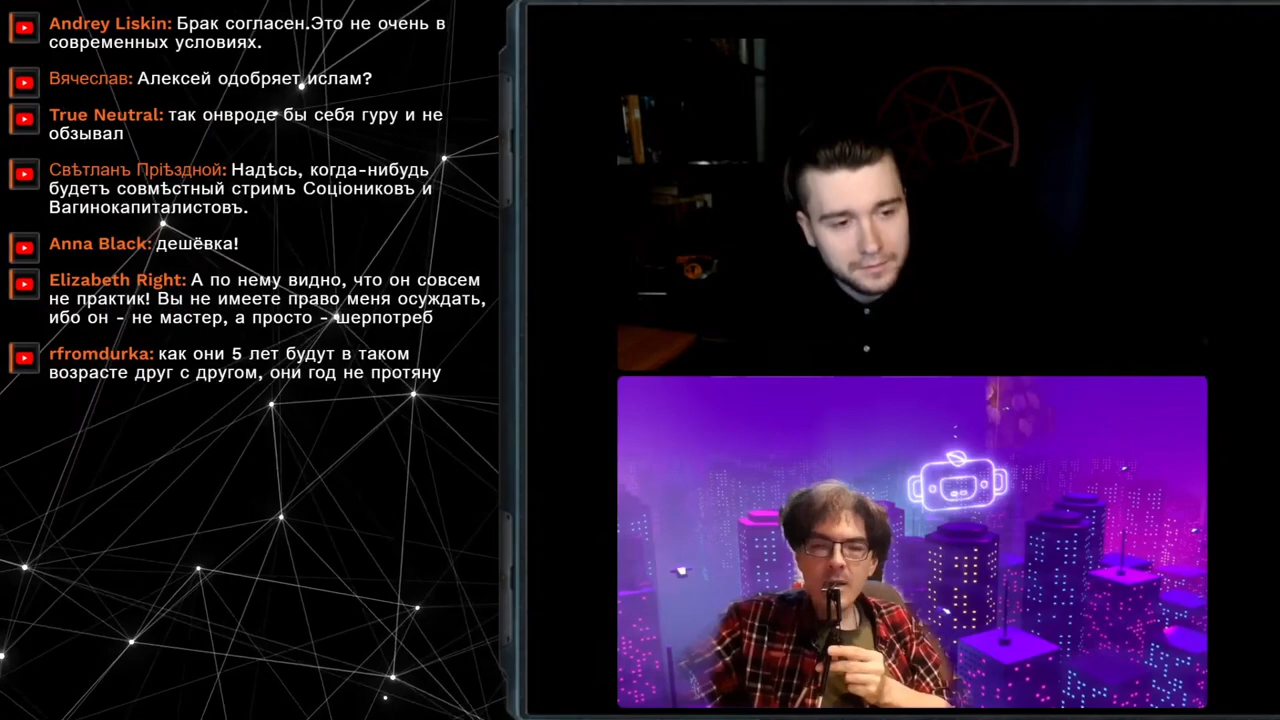 Andrey Liskin: Брак согласен.Это не очень в
современных условиях.
Вячеслав: Алексей одобряет ислам?
True Neutral: так онвроде бы себя гуру и не
обзывал
Свѣтланъ Прiѣздной: Надѣсь, когда-нибудь
будетъ совмѣстный стримъ Соцiониковъ и
Вагинокапиталистовъ.
Anna Black: дешёвка!
Elizabeth Right: А по нему видно, что он совсем
не практик! Вы не имеете право меня осуждать,
ибо он - не мастер, а просто - шерпотреб
rfromdurka: как они 5 лет будут в таком
возрасте друг с другом, они год не протяну